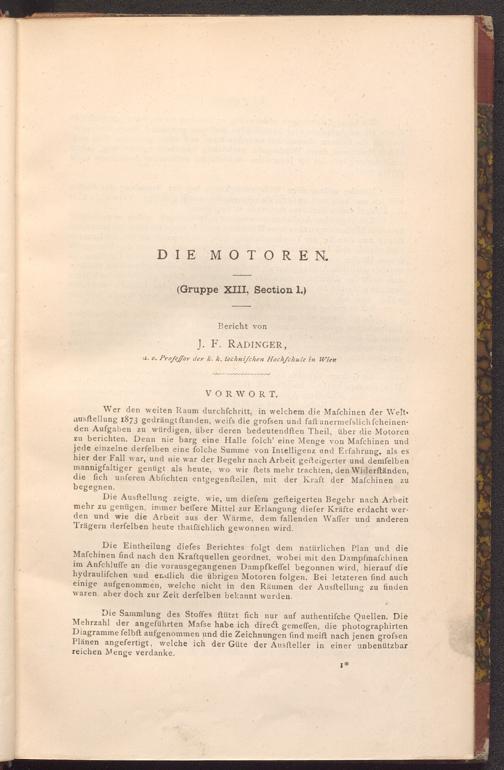 DIE MOTOREN.
(Gruppe XIII, Section 1.)
Bericht von
J. F. RADINGER,
a. o. Profeſſor der k. k. techniſchen Hochſchule in Wien
VORWORT.
Wer den weiten Raum durchſchritt, in welchem die Maſchinen der Welt-
ausſtellung 1873 gedrängt ſtanden, weiſs die groſsen und faſt unermeſslich ſcheinen-
den Aufgaben zu würdigen, über deren bedeutendſten Theil, über die Motoren
zu berichten. Denn nie barg eine Halle ſolch' eine Menge von Maſchinen und
jede einzelne derſelben eine ſolche Summe von Intelligenz und Erfahrung, als es
hier der Fall war, und nie war der Begehr nach Arbeit geſteigerter und demſelben
mannigfaltiger genügt als heute, wo wir ſtets mehr trachten, den Widerſtänden,
die ſich unſeren Abſichten entgegenſtellen, mit der Kraft der Maſchinen zu
begegnen.
Die Ausſtellung zeigte, wie, um dieſem geſteigerten Begehr nach Arbeit
mehr zu genügen, immer beſſere Mittel zur Erlangung dieſer Kräfte erdacht wer-
den und wie die Arbeit aus der Wärme, dem fallenden Waſſer und anderen
Trägern derſelben heute thatſächlich gewonnen wird.
Die Eintheilung dieſes Berichtes folgt dem natürlichen Plan und die
Maſchinen ſind nach den Kraftquellen geordnet, wobei mit den Dampfmaſchinen
im Anſchluſſe an die vorausgegangenen Dampfkeſſel begonnen wird, hierauf die
hydrauliſchen und endlich die übrigen Motoren folgen. Bei letzteren ſind auch
einige aufgenommen, welche nicht in den Räumen der Ausſtellung zu finden
waren, aber doch zur Zeit derſelben bekannt wurden.
Die Sammlung des Stoffes ſtützt ſich nur auf authentiſche Quellen. Die
Mehrzahl der angeführten Maſse habe ich direct gemeſſen, die photographirten
Diagramme ſelbſt aufgenommen und die Zeichnungen ſind meiſt nach jenen groſsen
Plänen angefertigt, welche ich der Güte der Ausſteller in einer unbenützbar
reichen Menge verdanke.
1*